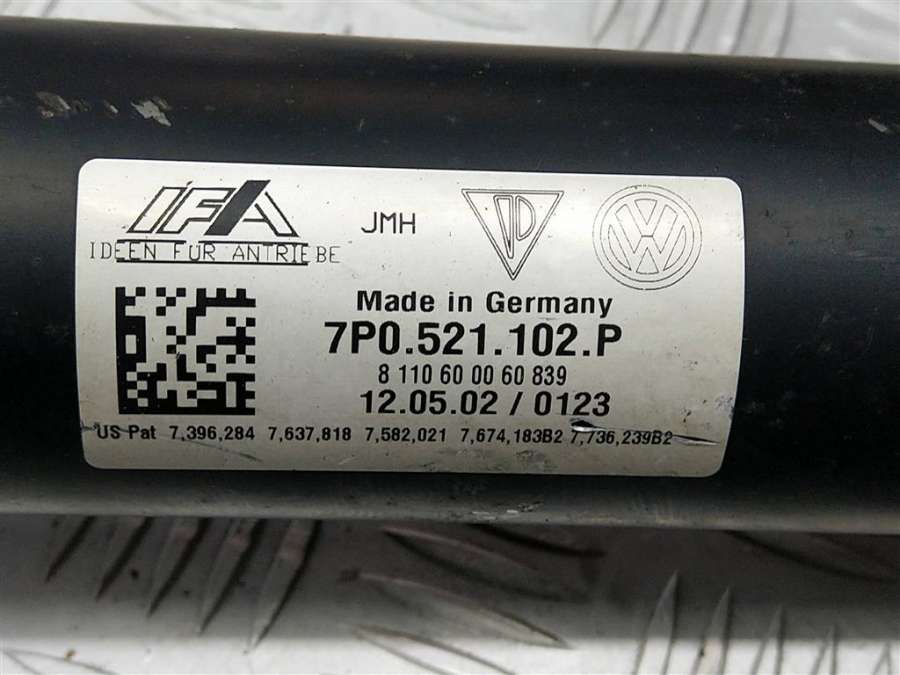 IFA
IDEEN FÜR ANTRIEBE
JMH
VW
Made in Germany
7P0.521.102.P
8 110 60 00 60 839
12.05.02 / 0123
US Pat 7,396,284 7,637,818 7,582,021 7,674,183B2 7,736,239B2